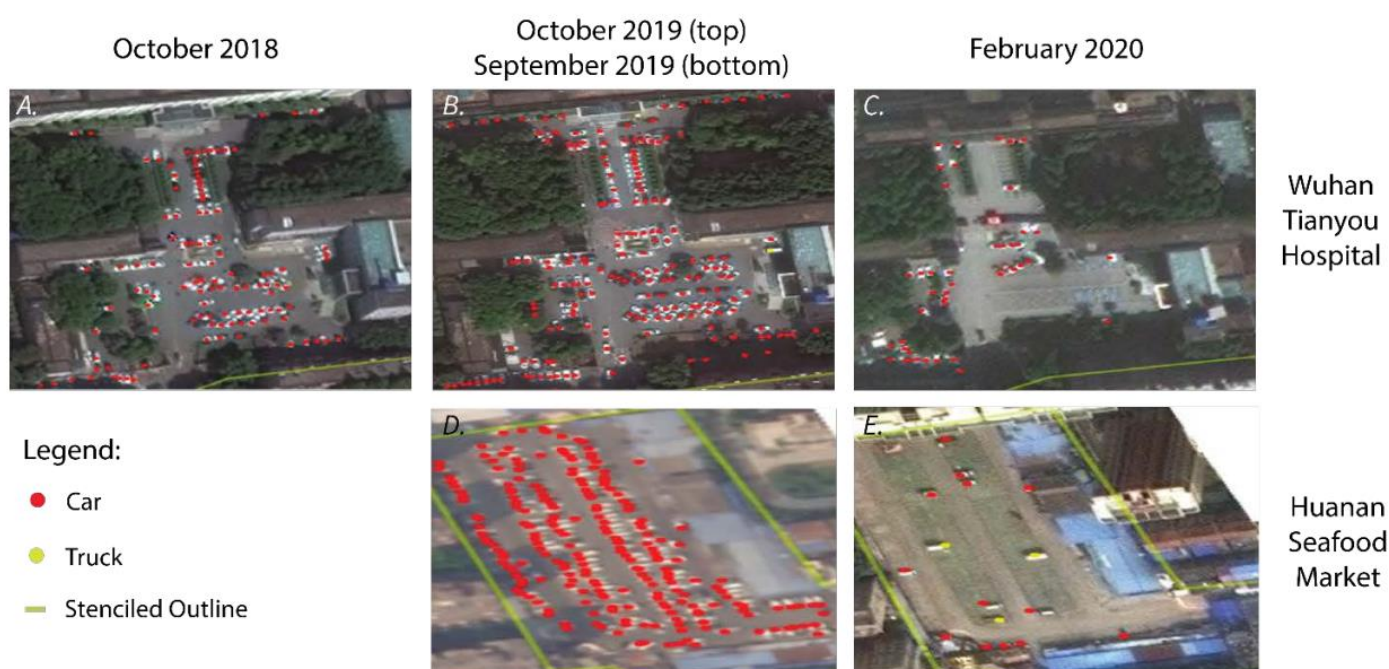 October 2018
October 2019 (top)
September 2019 (bottom)
February 2020
A.
B.
C.
Wuhan
Tianyou
Hospital
D.
E.
Legend:
Car
Truck
Stenciled Outline
Huanan
Seafood
Market